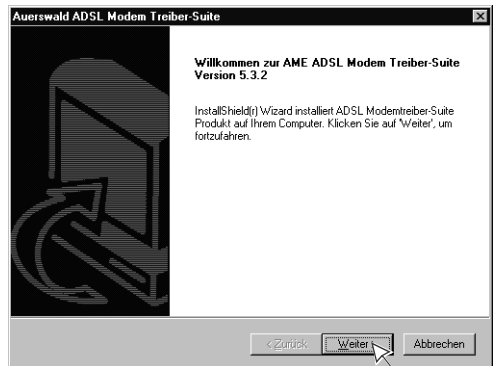 Auerswald ADSL Modem Treiber-Suite
Willkommen zur AME ADSL Modem Treiber-Suite
Version 5.3.2
InstallShield(r) Wizard installiert ADSL Modemtreiber-Suite
Produkt auf Ihrem Computer. Klicken Sie auf 'Weiter', um
fortzufahren.
< Zurück Weiter Abbrechen